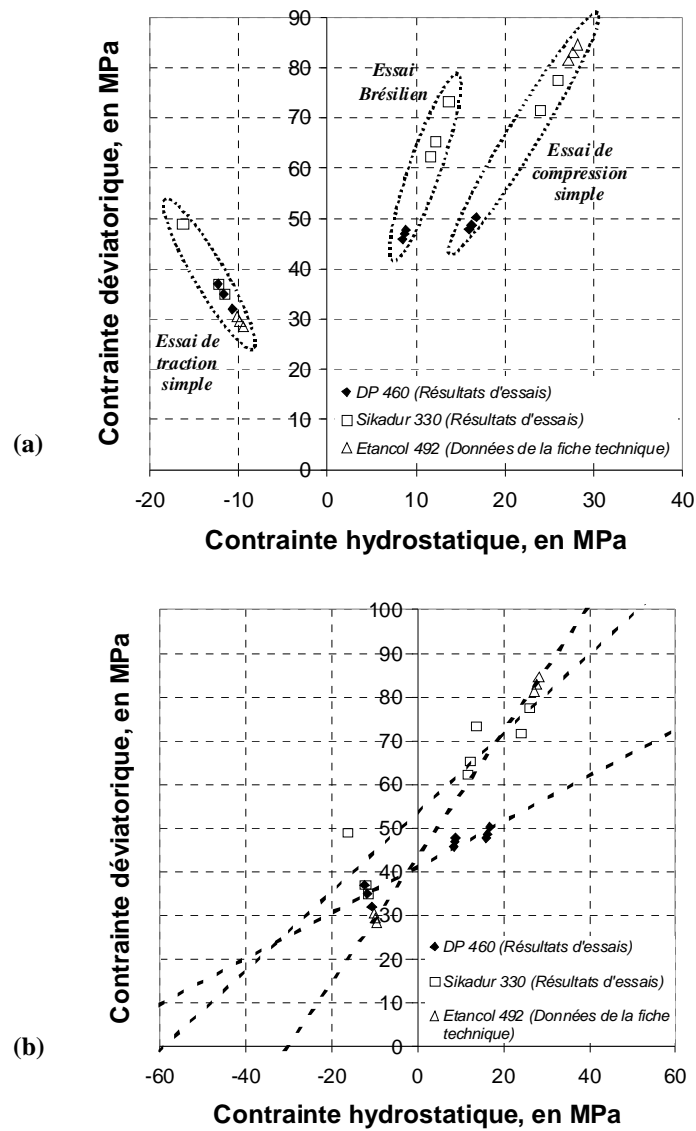 Contrainte déviatorique, en MPa
90
80
70
60
50
40
30
20
10
0
Essai
Brésilien
Essai de
compression
simple
Essai de
traction
simple
DP 460 (Résultats d'essais)
Sikadur 330 (Résultats d'essais)
Etancol 492 (Données de la fiche technique)
(a)
-20 -10 0 10 20 30 40
Contrainte hydrostatique, en MPa
Contrainte déviatorique, en MPa
100
90
80
70
60
50
40
30
20
10
0
DP 460 (Résultats d'essais)
Sikadur 330 (Résultats d'essais)
Etancol 492 (Données de la fiche
technique)
(b)
-60 -40 -20 0 20 40 60
Contrainte hydrostatique, en MPa